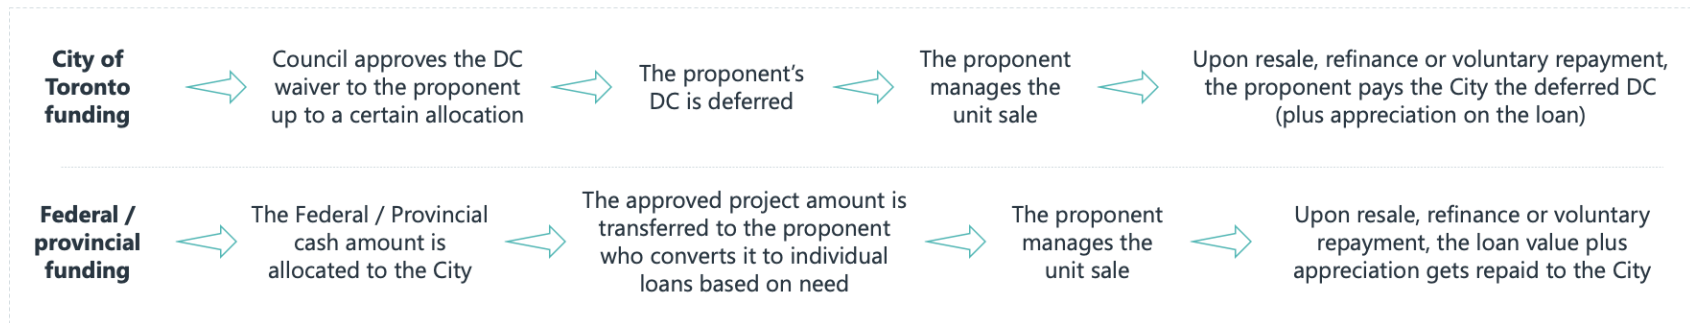 City of
Toronto
funding
Council approves the DC
waiver to the proponent
up to a certain allocation
The proponent's
DC is deferred
The proponent
manages the
unit sale
Upon resale, refinance or voluntary repayment,
the proponent pays the City the deferred DC
(plus appreciation on the loan)
Federal /
provincial
funding
The Federal / Provincial
cash amount is
allocated to the City
The approved project amount is
transferred to the proponent
who converts it to individual
loans based on need
The proponent
manages the
unit sale
Upon resale, refinance or voluntary
repayment, the loan value plus
appreciation gets repaid to the City